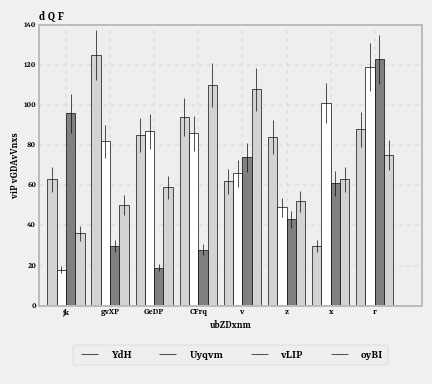 d Q F
140
120
100
80
60
40
20
0
viP vGDAvVnxs
jk gvXP GeDP CFrq v z x r
ubZDxnm
YdH Uyqvm vLIP oyBI